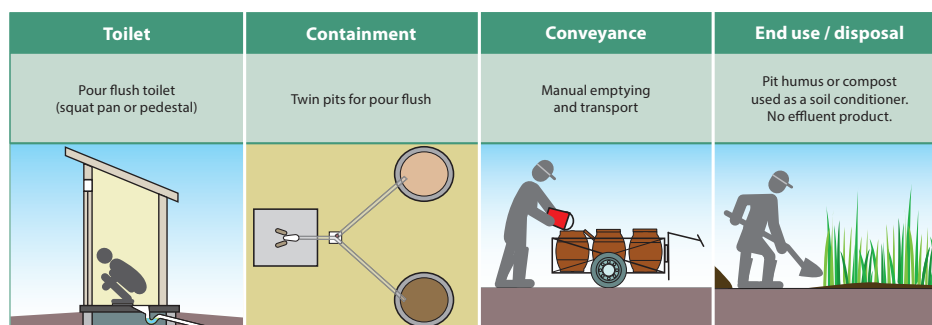 Toilet
Containment
Conveyance
End use / disposal
Pour flush toilet
(squat pan or pedestal)
Twin pits for pour flush
Manual emptying
and transport
Pit humus or compost
used as a soil conditioner.
No effluent product.